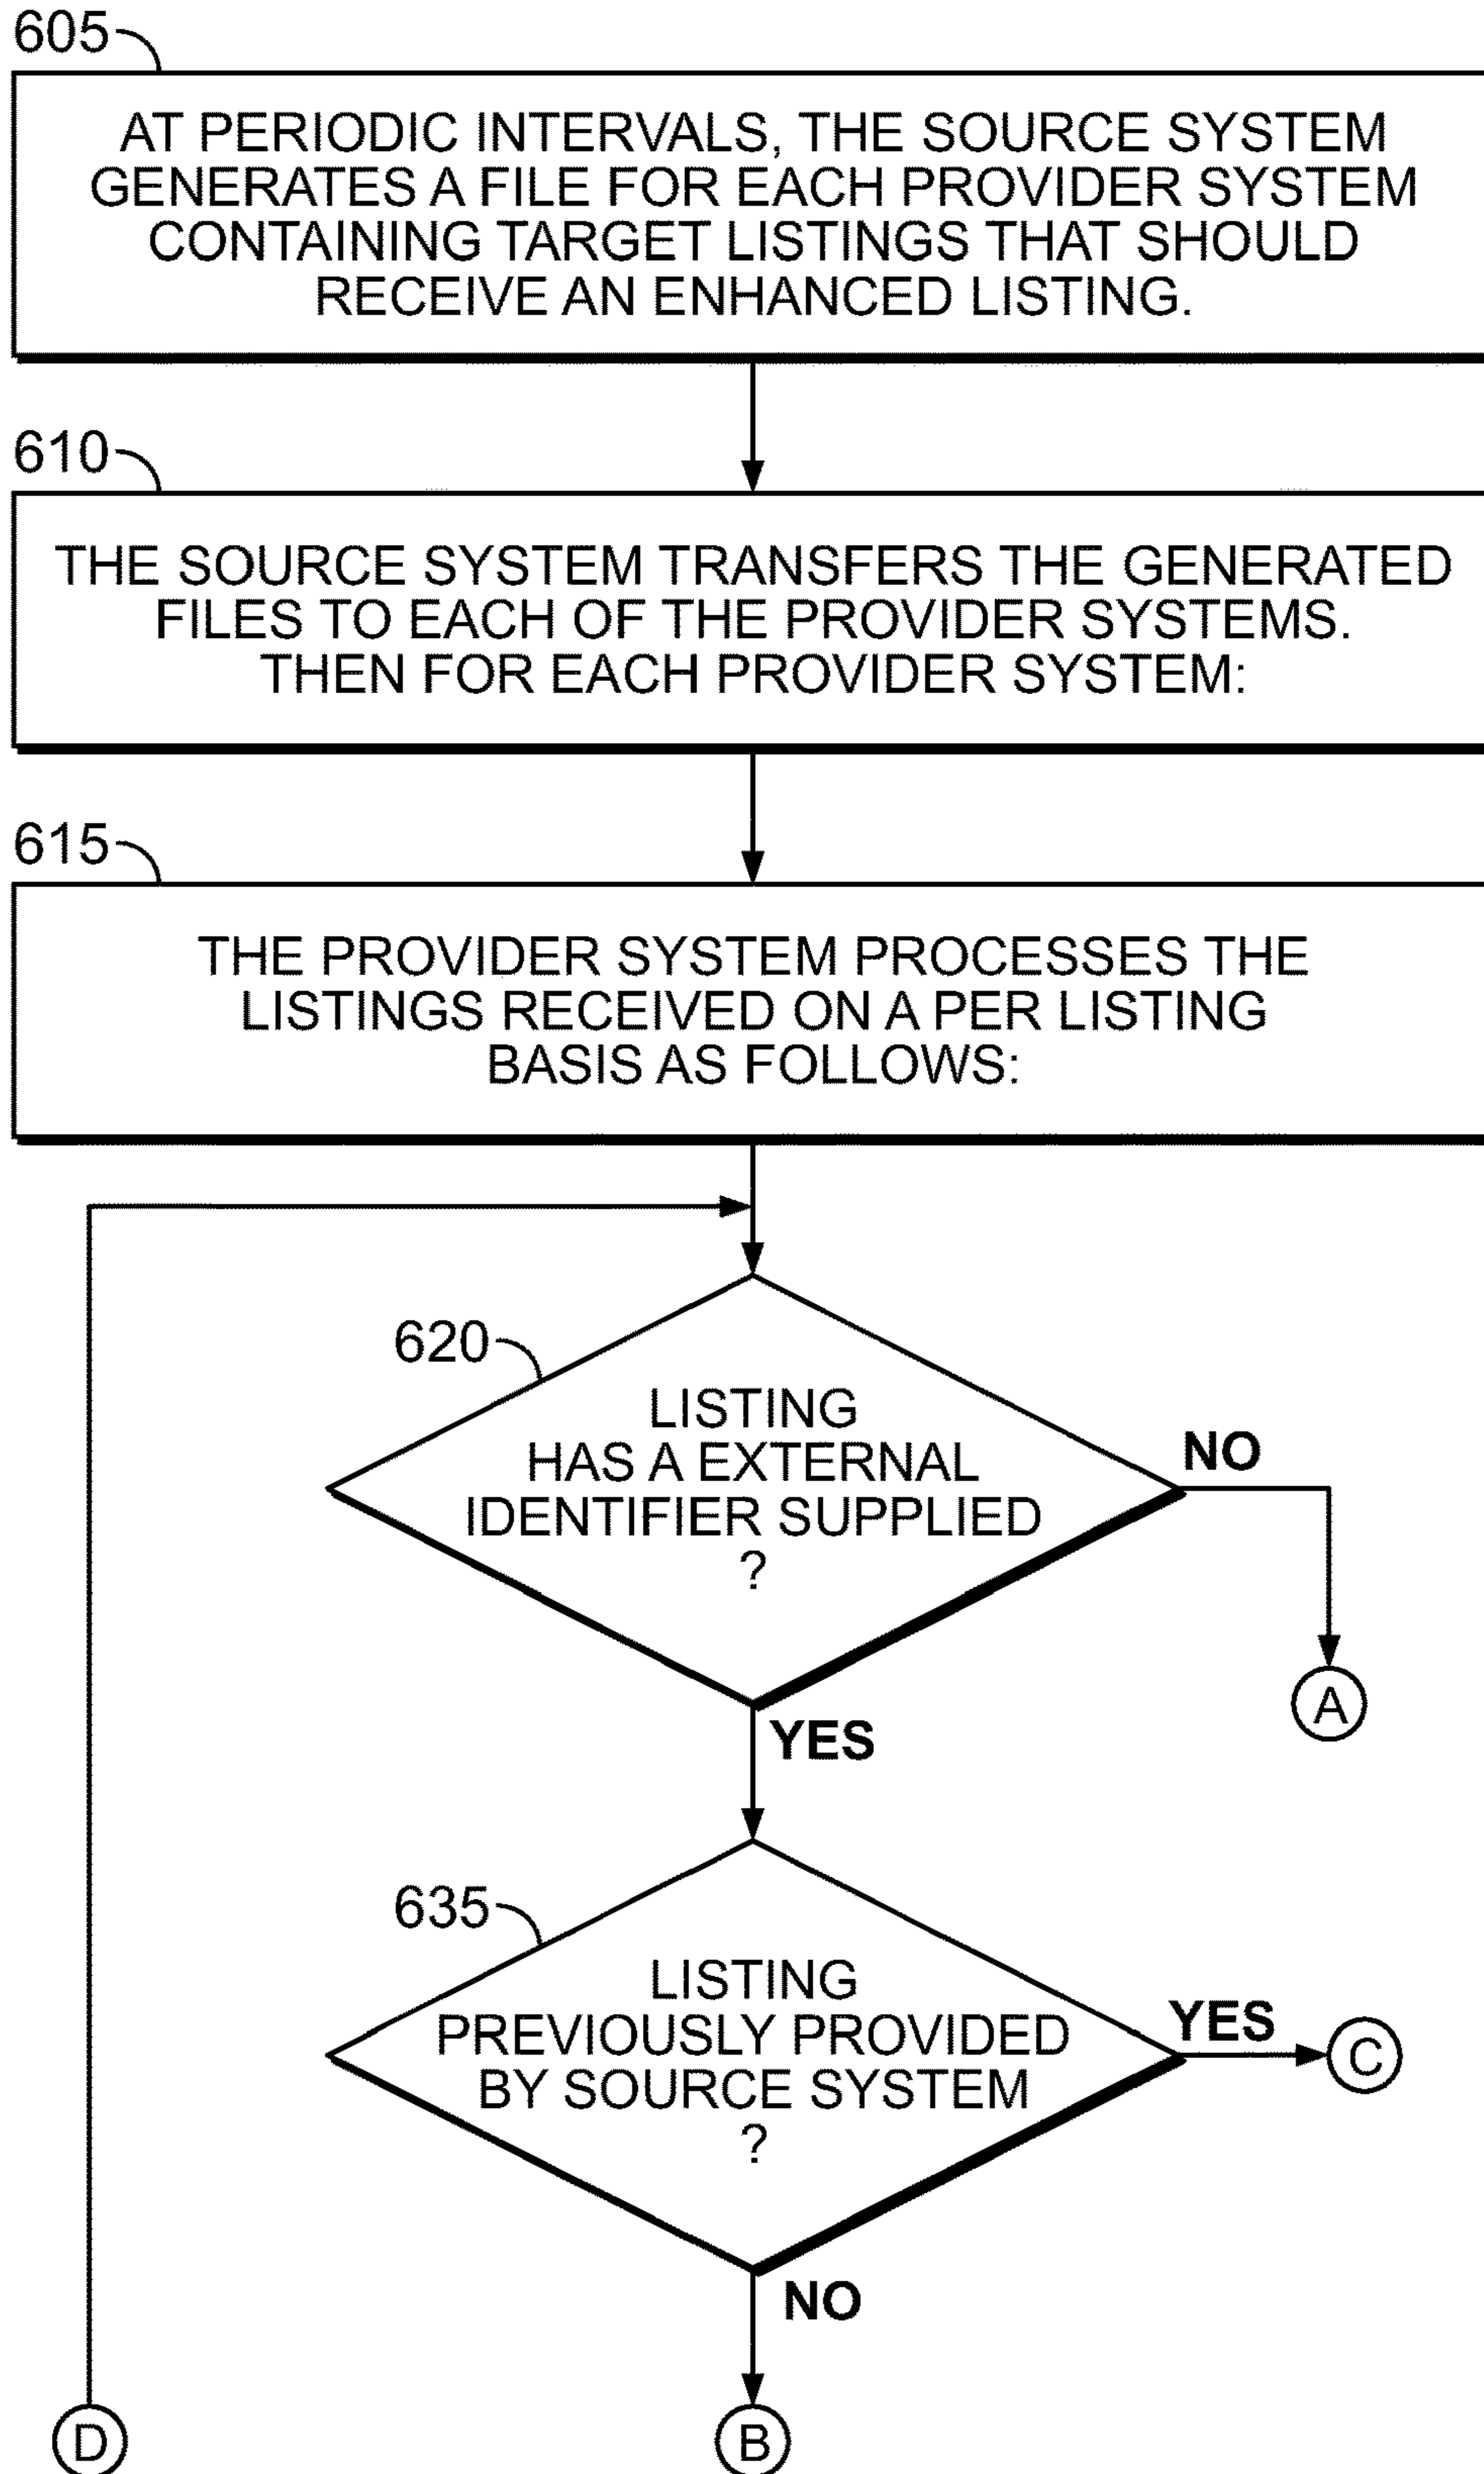 605
AT PERIODIC INTERVALS, THE SOURCE SYSTEM
GENERATES A FILE FOR EACH PROVIDER SYSTEM
CONTAINING TARGET LISTINGS THAT SHOULD
RECEIVE AN ENHANCED LISTING.
610
THE SOURCE SYSTEM TRANSFERS THE GENERATED
FILES TO EACH OF THE PROVIDER SYSTEMS.
THEN FOR EACH PROVIDER SYSTEM:
615
THE PROVIDER SYSTEM PROCESSES THE
LISTINGS RECEIVED ON A PER LISTING
BASIS AS FOLLOWS:
620
LISTING
HAS A EXTERNAL
IDENTIFIER SUPPLIED
?
NO
A
YES
635
LISTING
PREVIOUSLY PROVIDED
BY SOURCE SYSTEM
?
YES
C
NO
D
B